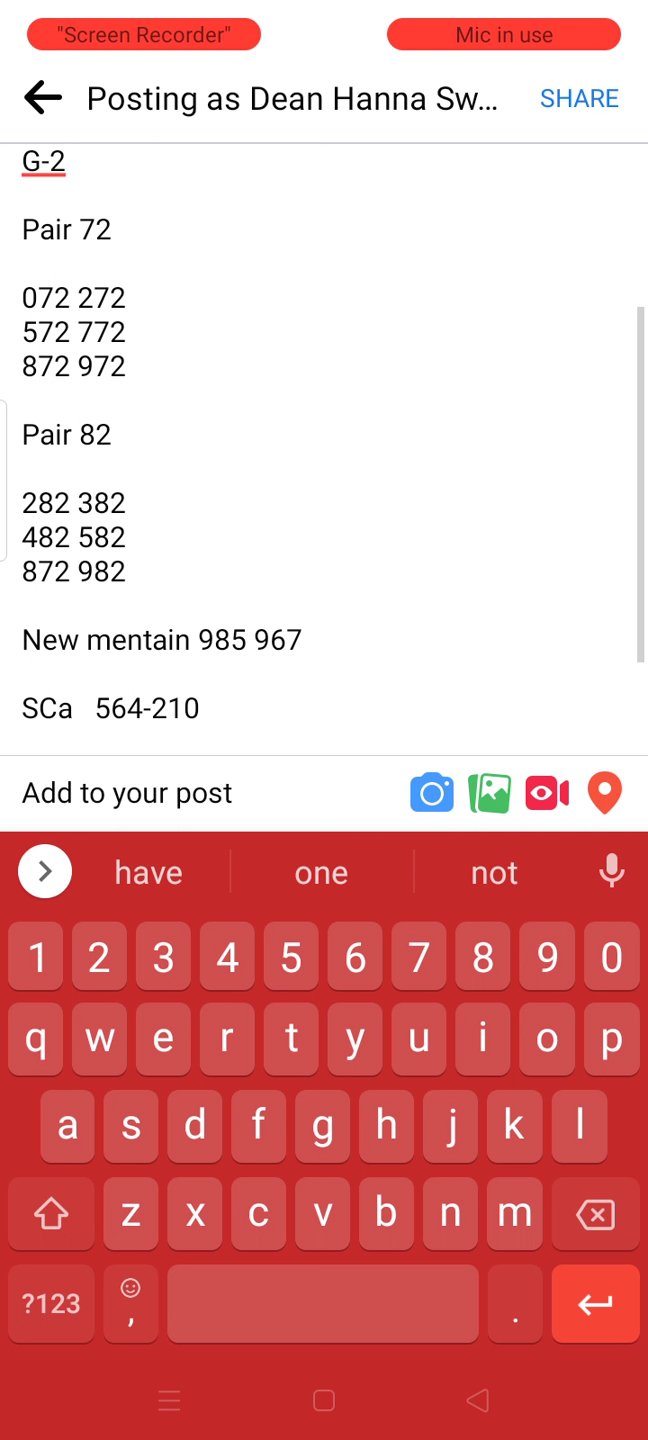 "Screen Recorder" Mic in use
Posting as Dean Hanna Sw... SHARE
G-2
Pair 72
072 272
572 772
872 972
Pair 82
282 382
482 582
872 982
New mentain 985 967
SCa 564-210
Add to your post
have one not
1 2 3 4 5 6 7 8 9 0
q w e r t y u i o p
a s d f g h j k l
z x c v b n m
?123 , .